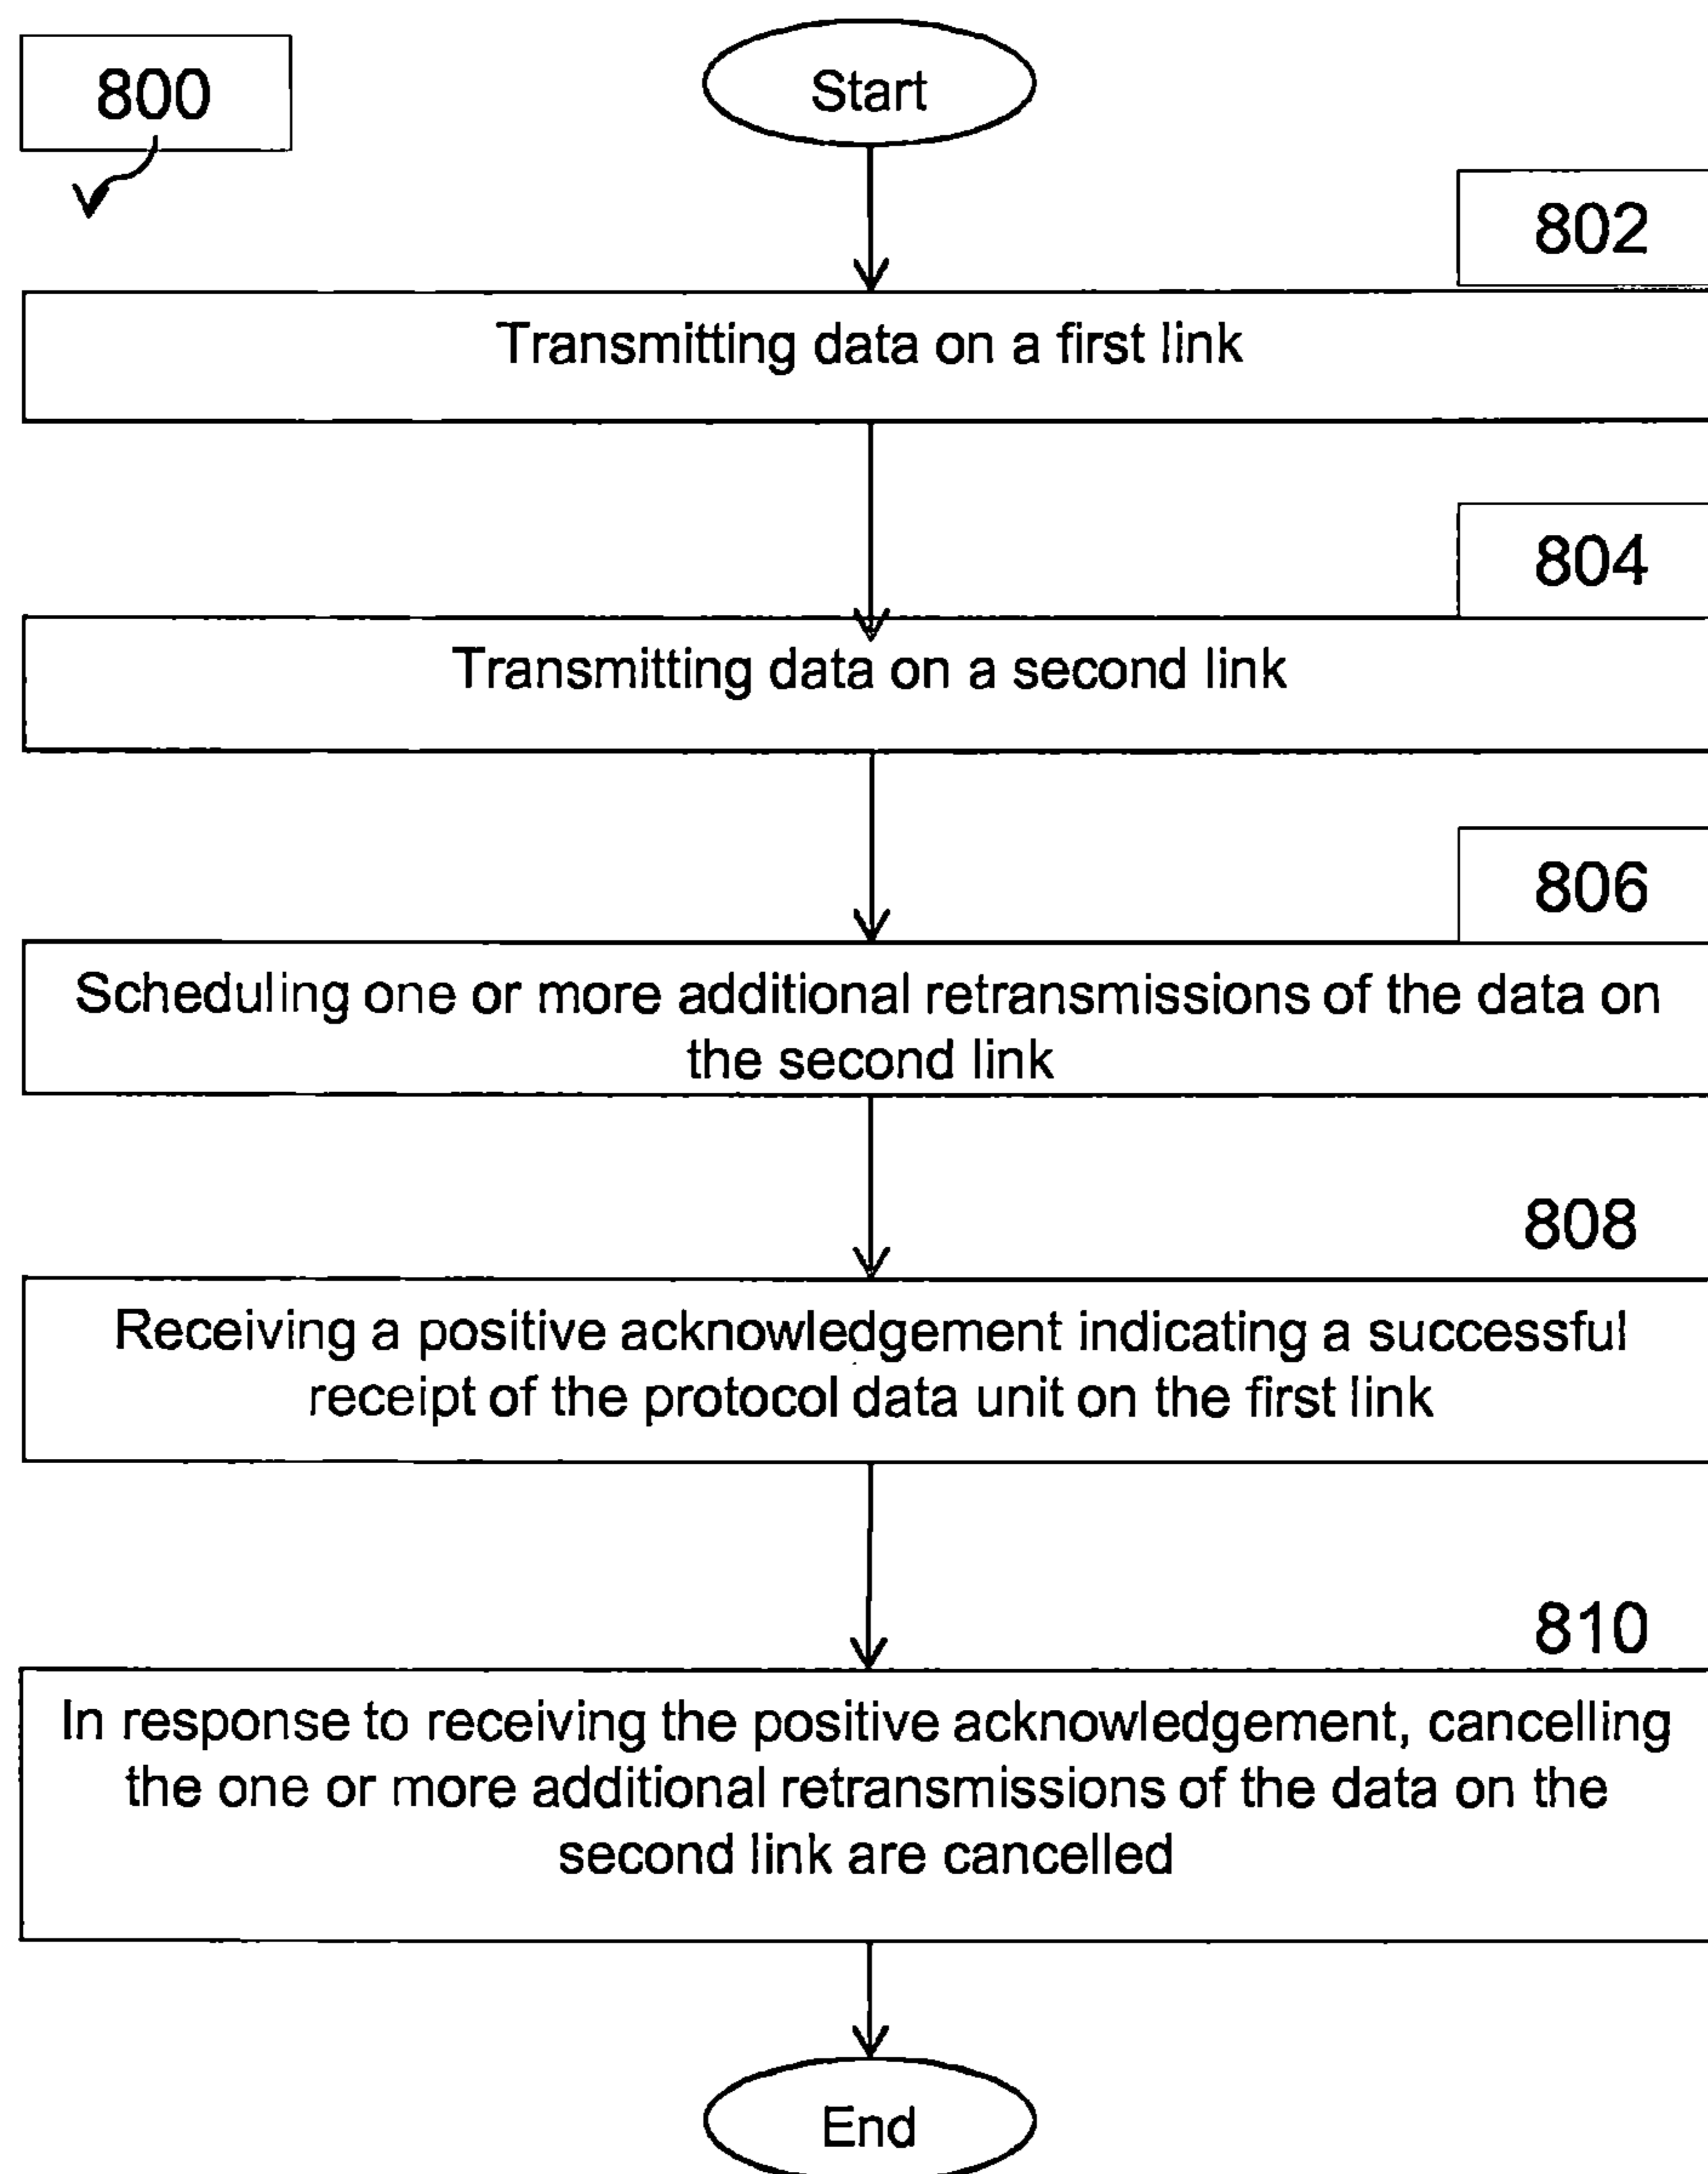 800
Start
802
Transmitting data on a first link
804
Transmitting data on a second link
806
Scheduling one or more additional retransmissions of the data on
the second link
808
Receiving a positive acknowledgement indicating a successful
receipt of the protocol data unit on the first link
810
In response to receiving the positive acknowledgement, cancelling
the one or more additional retransmissions of the data on the
second link are cancelled
End